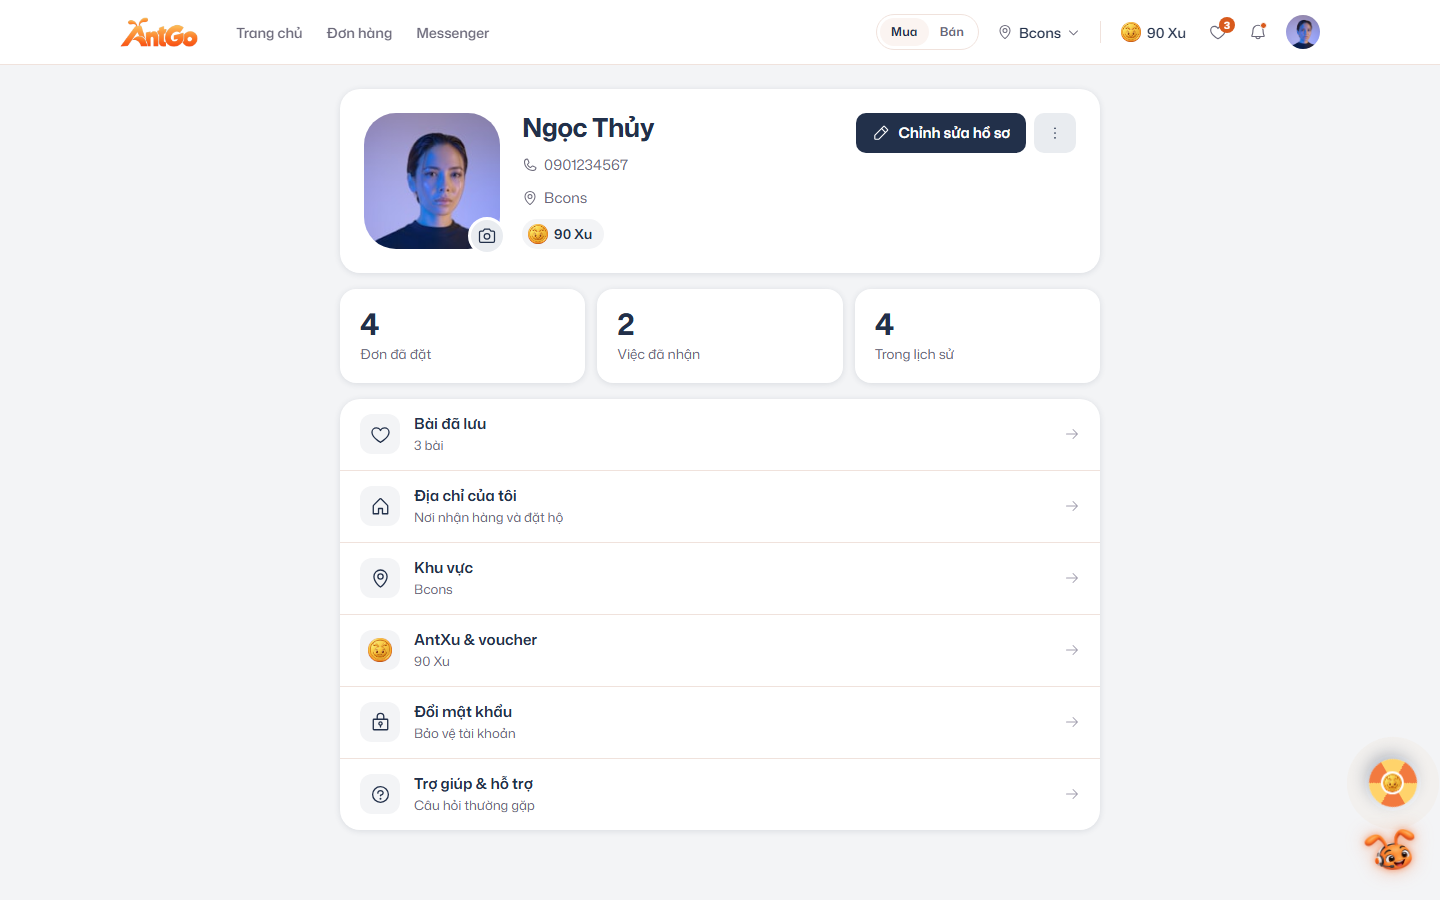 AntGo
Trang chủ
Đơn hàng
Messenger
Mua
Bán
Bcons
90 Xu
3
Ngọc Thủy
0901234567
Bcons
90 Xu
Chỉnh sửa hồ sơ
4
Đơn đã đặt
2
Việc đã nhận
4
Trong lịch sử
Bài đã lưu
3 bài
Địa chỉ của tôi
Nơi nhận hàng và đặt hộ
Khu vực
Bcons
AntXu & voucher
90 Xu
Đổi mật khẩu
Bảo vệ tài khoản
Trợ giúp & hỗ trợ
Câu hỏi thường gặp